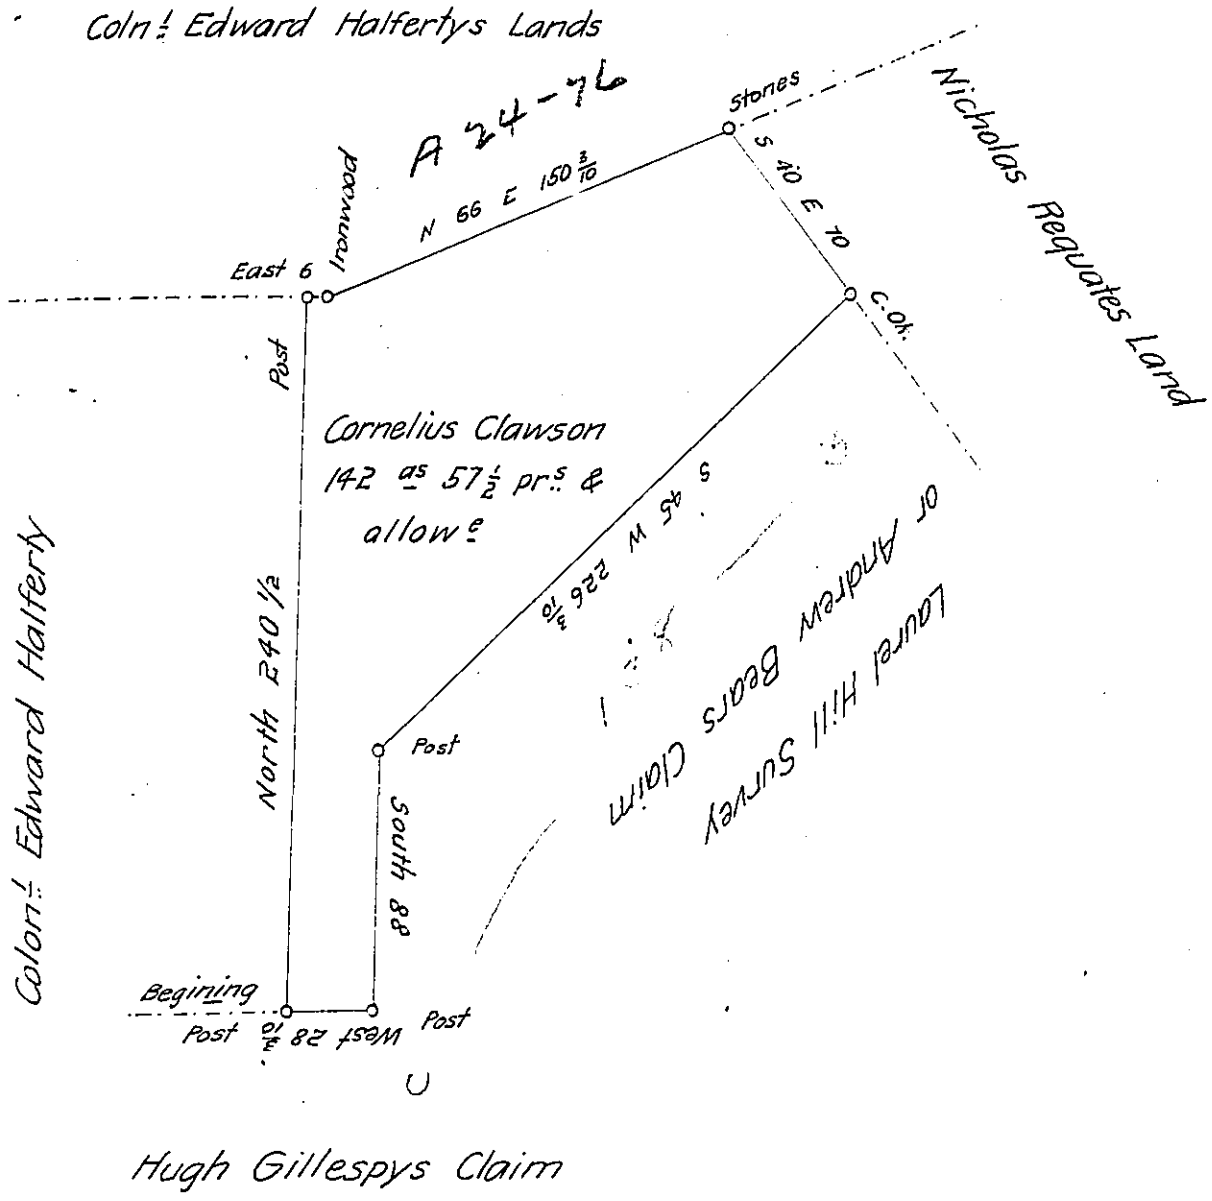 Coln.l Edward Halfertys Lands
A 24-76
Stones
Nicholas Requates Land
Ironwood
N 66 E 150 3/10
S 40 E 70
East 6
C.Ok.
Post
Cornelius Clawson
142 as 57 1/2 prs. &
allowe
S 45 W 226 3/10
Laurel Hill Survey
or Andrew Bears Claim
Colon.l Edward Halferty
North 240 1/2
Post
South 88
Begining
Post
West 28 3/10
Post
Hugh Gillespys Claim